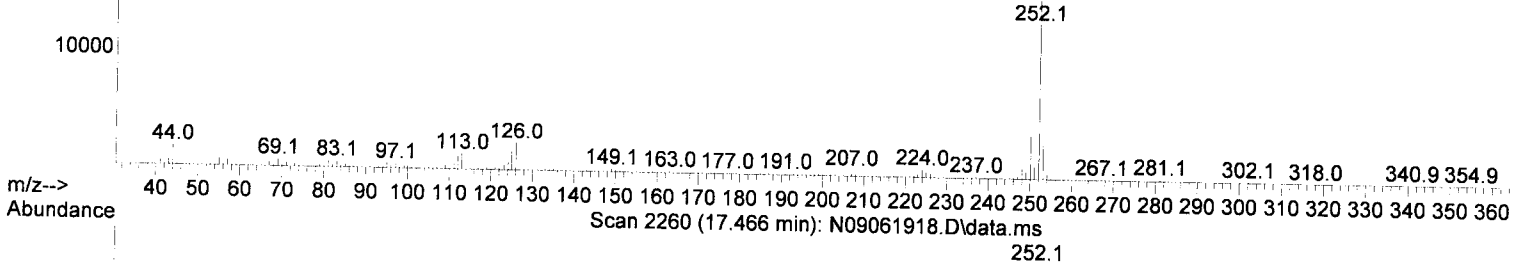 252.1
10000
44.0 69.1 83.1 97.1 113.0 126.0 149.1 163.0 177.0 191.0 207.0 224.0 237.0 267.1 281.1 302.1 318.0 340.9 354.9
m/z--> 40 50 60 70 80 90 100 110 120 130 140 150 160 170 180 190 200 210 220 230 240 250 260 270 280 290 300 310 320 330 340 350 360
Abundance Scan 2260 (17.466 min): N09061918.D\data.ms
252.1